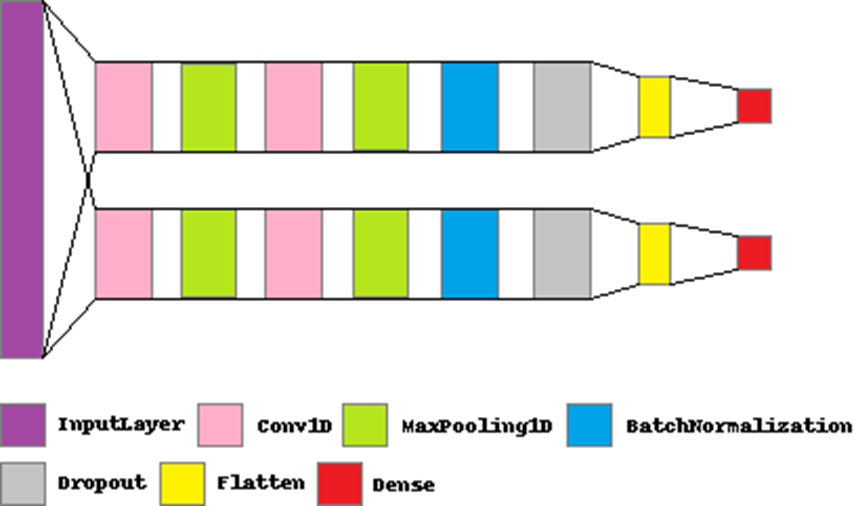 InputLayer Conv1D MaxPooling1D BatchNormalization
Dropout Flatten Dense